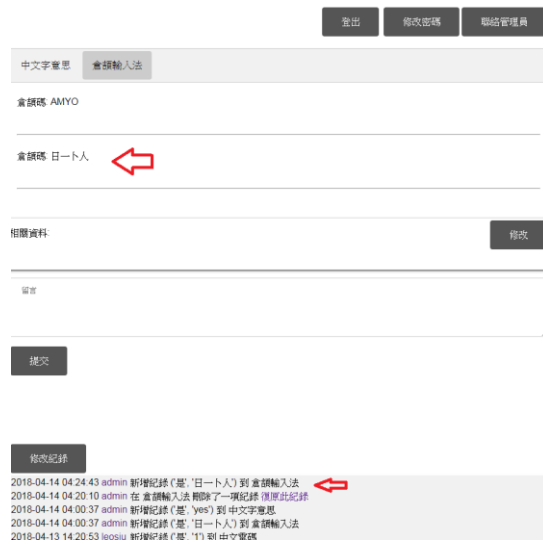 登出 修改密碼 聯絡管理員
中文字意思 倉頡輸入法
倉頡碼: AMYO
倉頡碼: 日一卜人
相關資料:
修改
留言
提交
修改紀錄
2018-04-14 04:24:43 admin 新增紀錄 ('是', '日一卜人') 到 倉頡輸入法
2018-04-14 04:20:10 admin 在 倉頡輸入法 刪除了一項紀錄 復原此紀錄
2018-04-14 04:00:37 admin 新增紀錄 ('是', 'yes') 到 中文字意思
2018-04-14 04:00:37 admin 新增紀錄 ('是', '日一卜人') 到 倉頡輸入法
2018-04-13 14:20:53 leosiu 新增紀錄 ('是', '1') 到 中文電碼